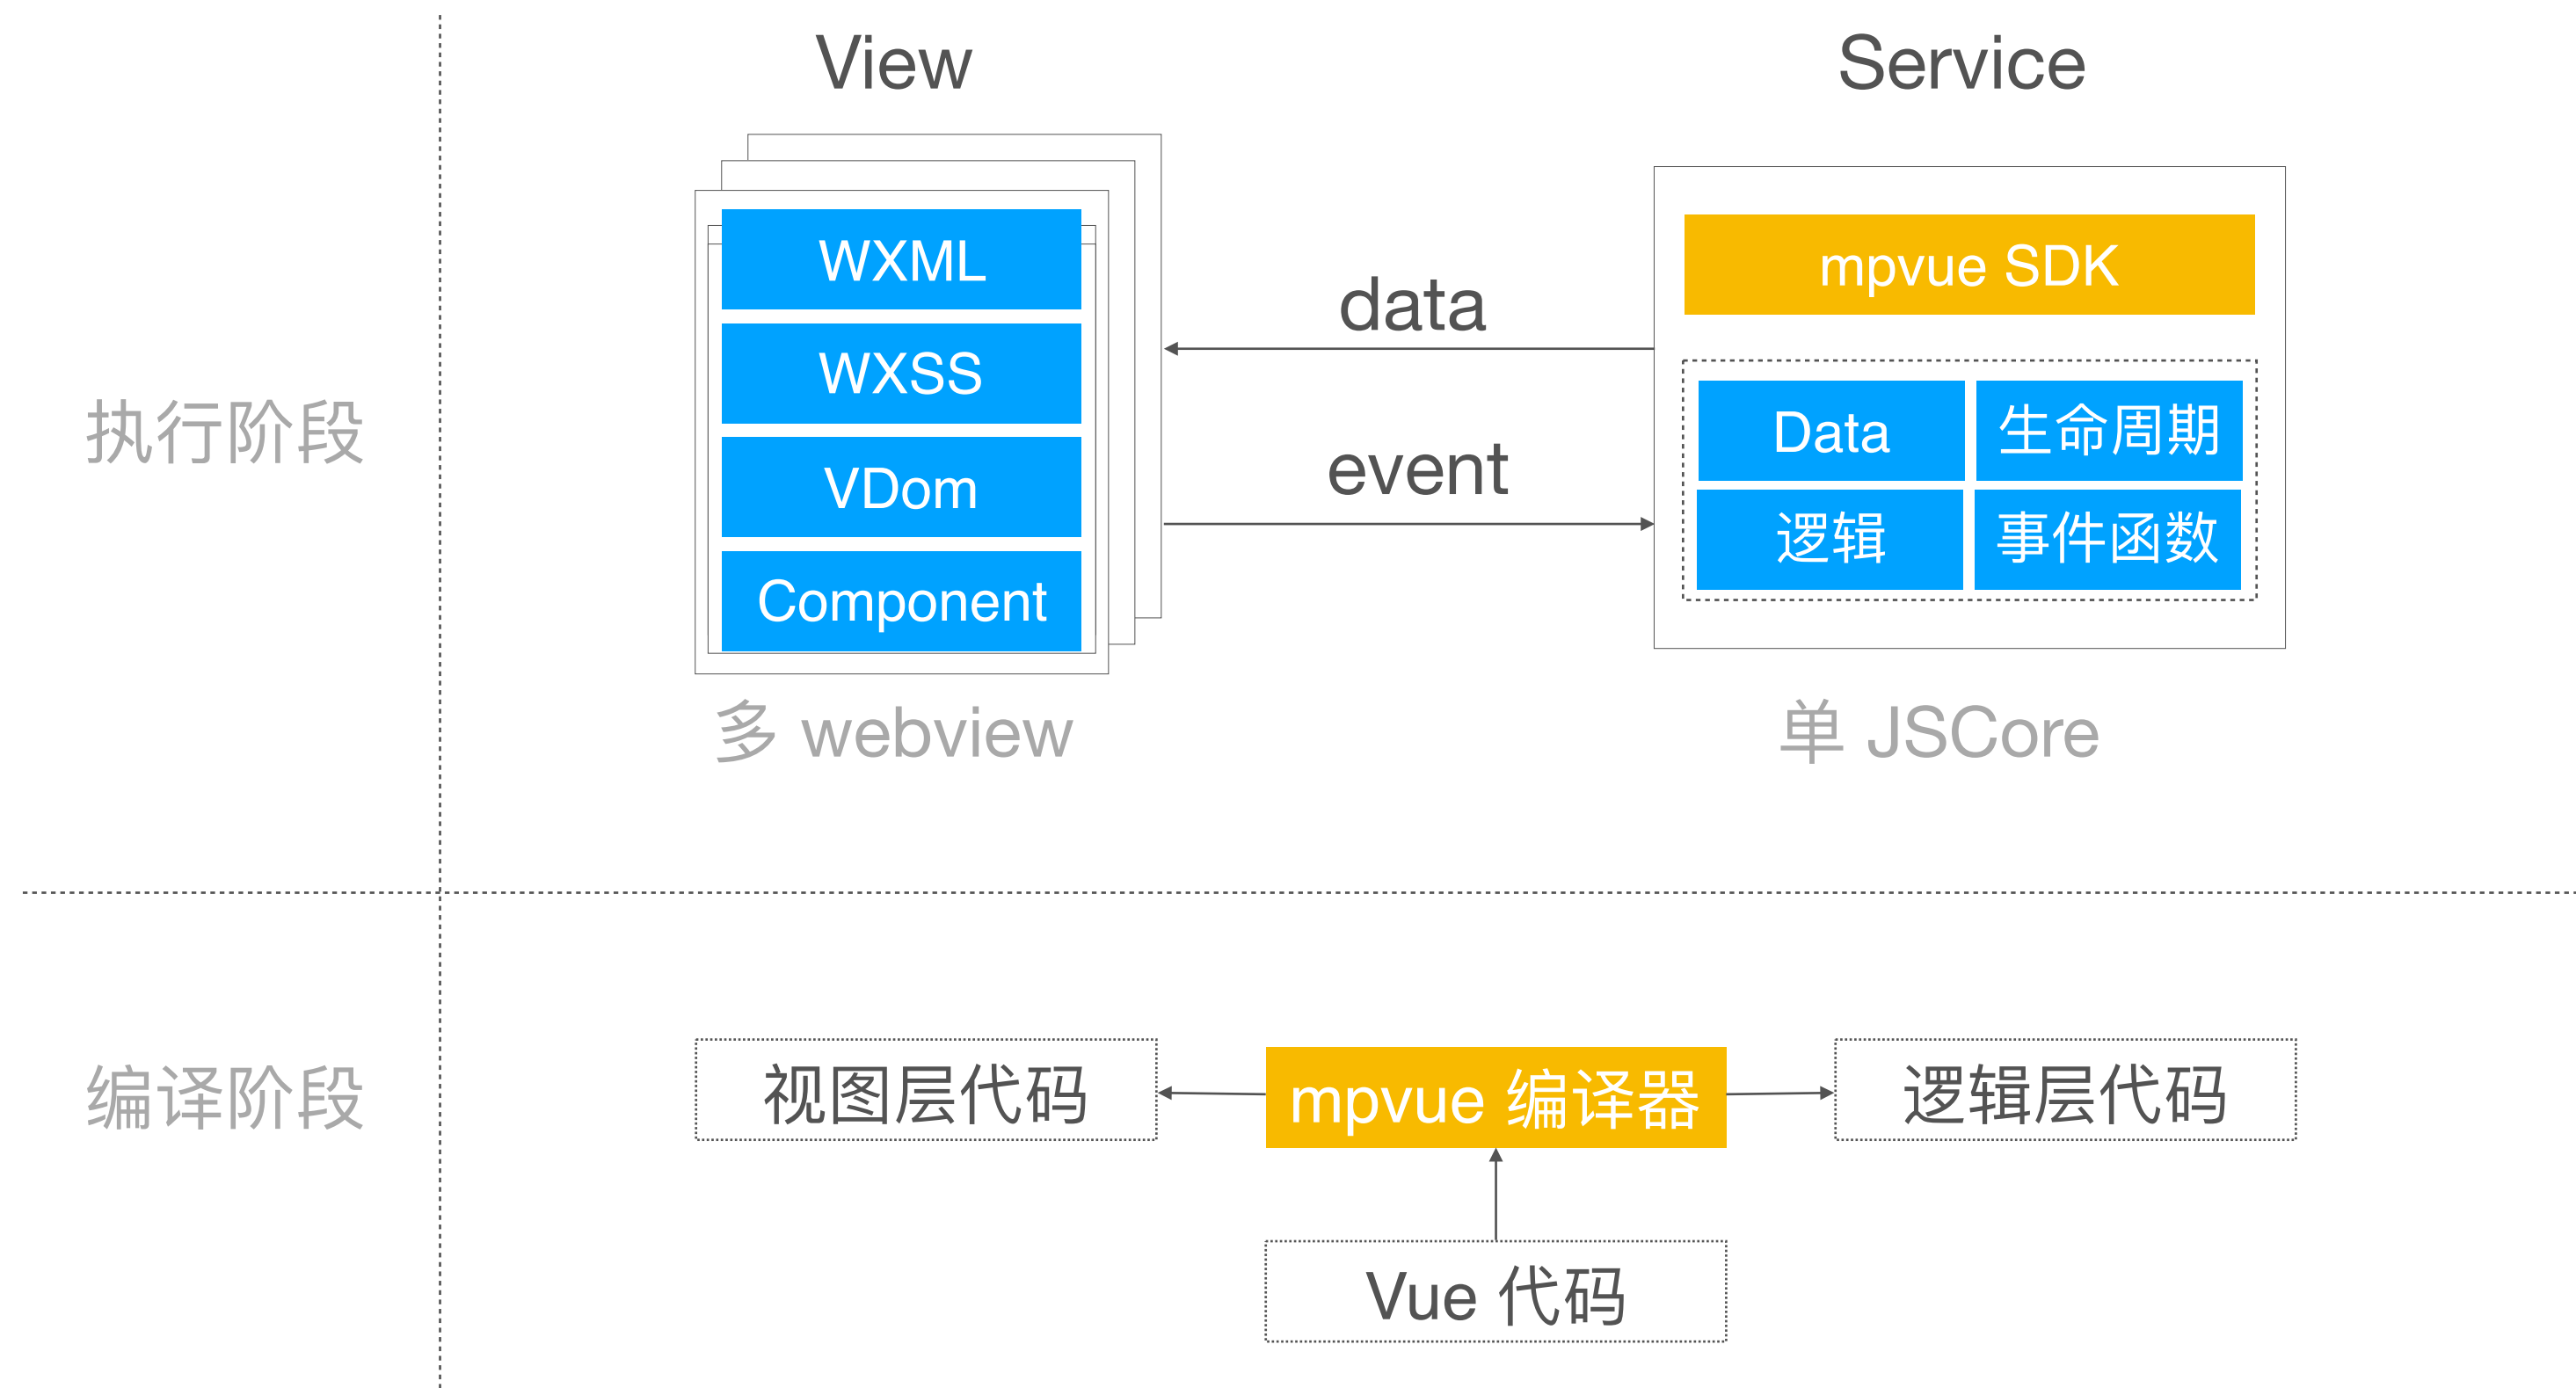 View
Service
WXML
WXSS
VDom
Component
data
event
mpvue SDK
Data
生命周期
逻辑
事件函数
执行阶段
多 webview
单 JSCore
编译阶段
视图层代码
mpvue 编译器
逻辑层代码
Vue 代码